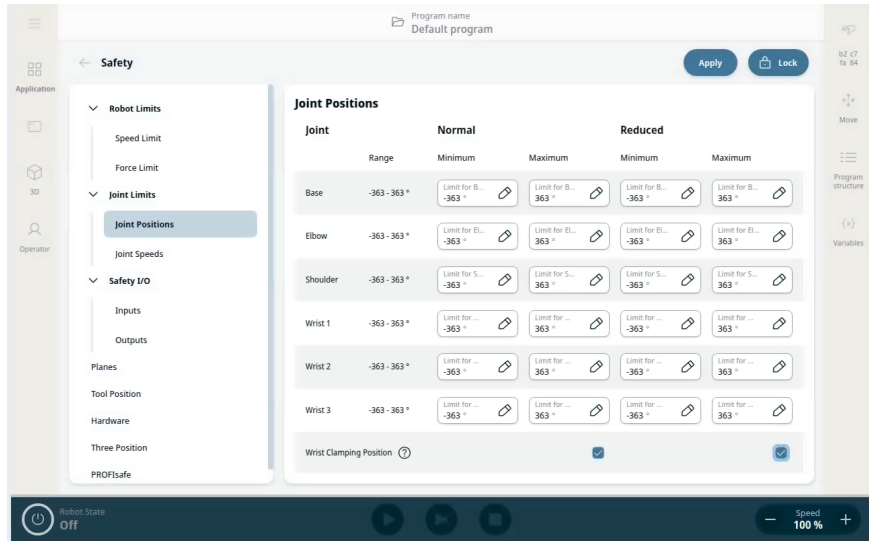 Program name
Default program
b2 c7
fa 84
Safety
Apply
Lock
Application
3D
Operator
Move
Program
structure
{x}
Variables
Robot Limits
Speed Limit
Force Limit
Joint Limits
Joint Positions
Joint Speeds
Safety I/O
Inputs
Outputs
Planes
Tool Position
Hardware
Three Position
PROFIsafe
Joint Positions
Joint Normal Reduced
Range Minimum Maximum Minimum Maximum
Limit for B... Limit for B... Limit for B... Limit for B...
Base -363 - 363 ° -363 ° 363 ° -363 ° 363 °
Limit for El... Limit for El... Limit for El... Limit for El...
Elbow -363 - 363 ° -363 ° 363 ° -363 ° 363 °
Limit for S... Limit for S... Limit for S... Limit for S...
Shoulder -363 - 363 ° -363 ° 363 ° -363 ° 363 °
Limit for ... Limit for ... Limit for ... Limit for ...
Wrist 1 -363 - 363 ° -363 ° 363 ° -363 ° 363 °
Limit for ... Limit for ... Limit for ... Limit for ...
Wrist 2 -363 - 363 ° -363 ° 363 ° -363 ° 363 °
Limit for ... Limit for ... Limit for ... Limit for ...
Wrist 3 -363 - 363 ° -363 ° 363 ° -363 ° 363 °
Wrist Clamping Position ?
Robot State
Off
Speed
100 %